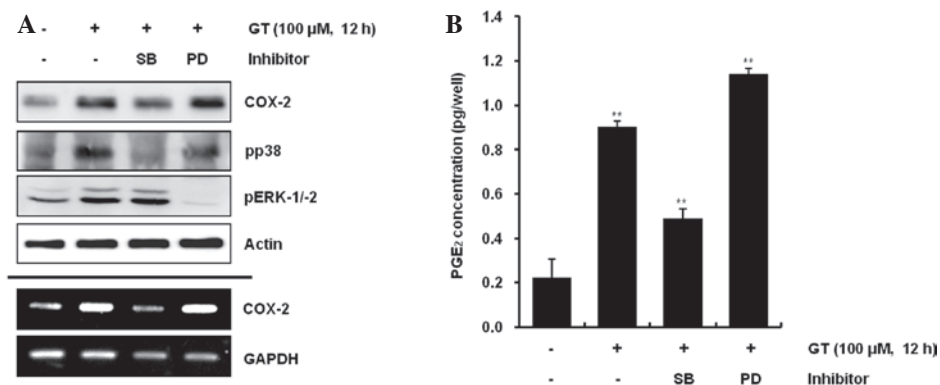 A
- + + + GT (100 µM, 12 h)
- - SB PD Inhibitor
COX-2
pp38
pERK-1/-2
Actin
COX-2
GAPDH
B
PGE₂ concentration (pg/well)
1.4
1.2
1.0
0.8
0.6
0.4
0.2
0.0
**
**
**
- + + + GT (100 µM, 12 h)
- - SB PD Inhibitor